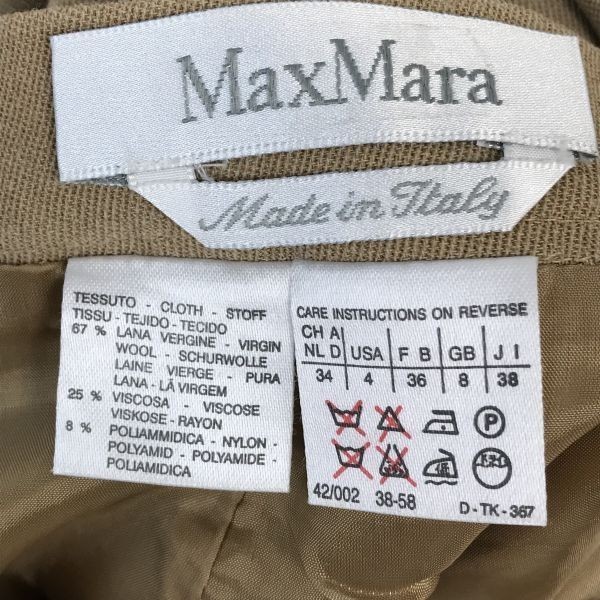 MaxMara
Made in Italy
TESSUTO - CLOTH - STOFF
TISSU - TEJIDO - TECIDO
67 % LANA VERGINE - VIRGIN
WOOL - SCHURWOLLE
LAINE VIERGE - PURA
LANA - LÃ VIRGEM
25 % VISCOSA - VISCOSE
VISKOSE - RAYON
8 % POLIAMMIDICA - NYLON -
POLYAMID - POLYAMIDE -
POLIAMIDICA
CARE INSTRUCTIONS ON REVERSE
CH A
NL D USA F B GB J I
34 4 36 8 38
P
42/002 38-58 D - TK - 367